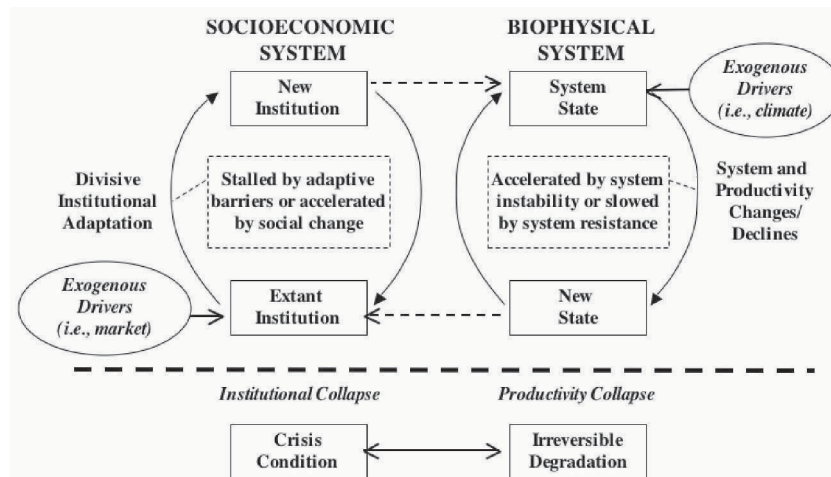 SOCIOECONOMIC
SYSTEM
BIOPHYSICAL
SYSTEM
New
Institution
System
State
Exogenous
Drivers
(i.e., climate)
Divisive
Institutional
Adaptation
Stalled by adaptive
barriers or accelerated
by social change
Accelerated by system
instability or slowed
by system resistance
System and
Productivity
Changes/
Declines
Exogenous
Drivers
(i.e., market)
Extant
Institution
New
State
Institutional Collapse
Productivity Collapse
Crisis
Condition
Irreversible
Degradation